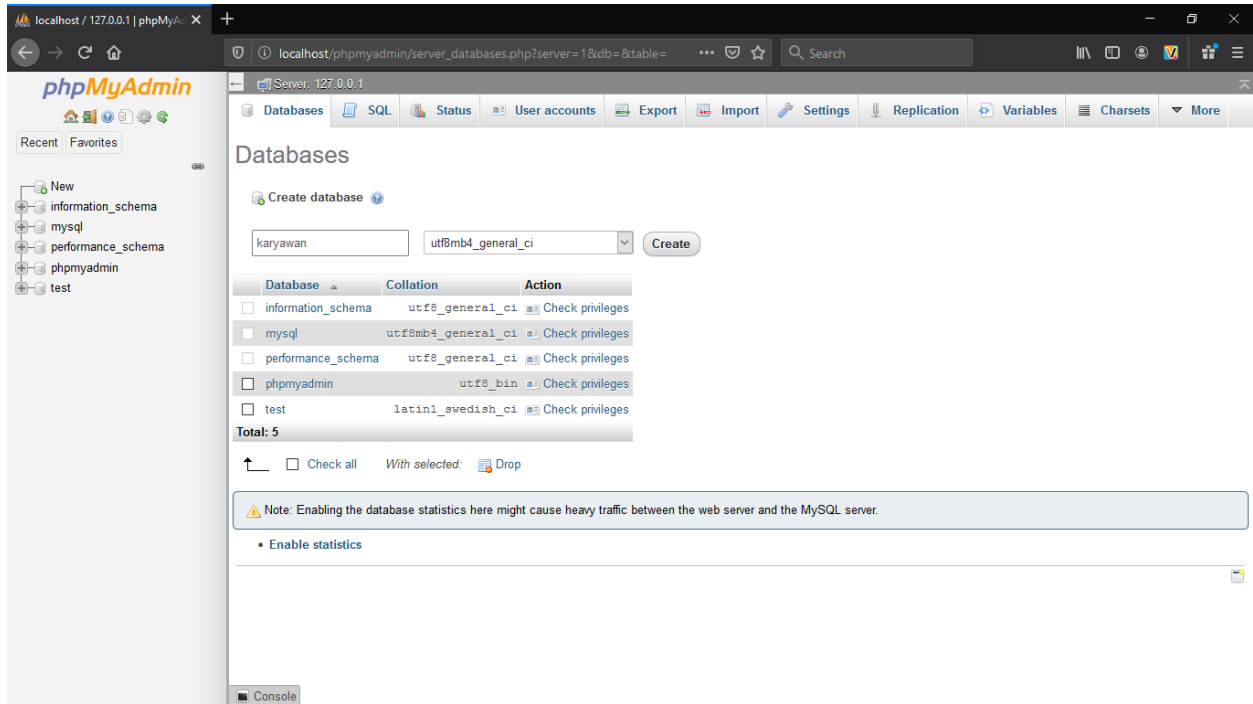 localhost / 127.0.0.1 | phpMyAd
localhost/phpmyadmin/server_databases.php?server=1&db=&table=
Search
phpMyAdmin
Recent Favorites
New
information_schema
mysql
performance_schema
phpmyadmin
test
Server: 127.0.0.1
Databases SQL Status User accounts Export Import Settings Replication Variables Charsets More
Databases
Create database
karyawan utf8mb4_general_ci Create
Database Collation Action
information_schema utf8_general_ci Check privileges
mysql utf8mb4_general_ci Check privileges
performance_schema utf8_general_ci Check privileges
phpmyadmin utf8_bin Check privileges
test latin1_swedish_ci Check privileges
Total: 5
Check all With selected: Drop
Note: Enabling the database statistics here might cause heavy traffic between the web server and the MySQL server.
• Enable statistics
Console